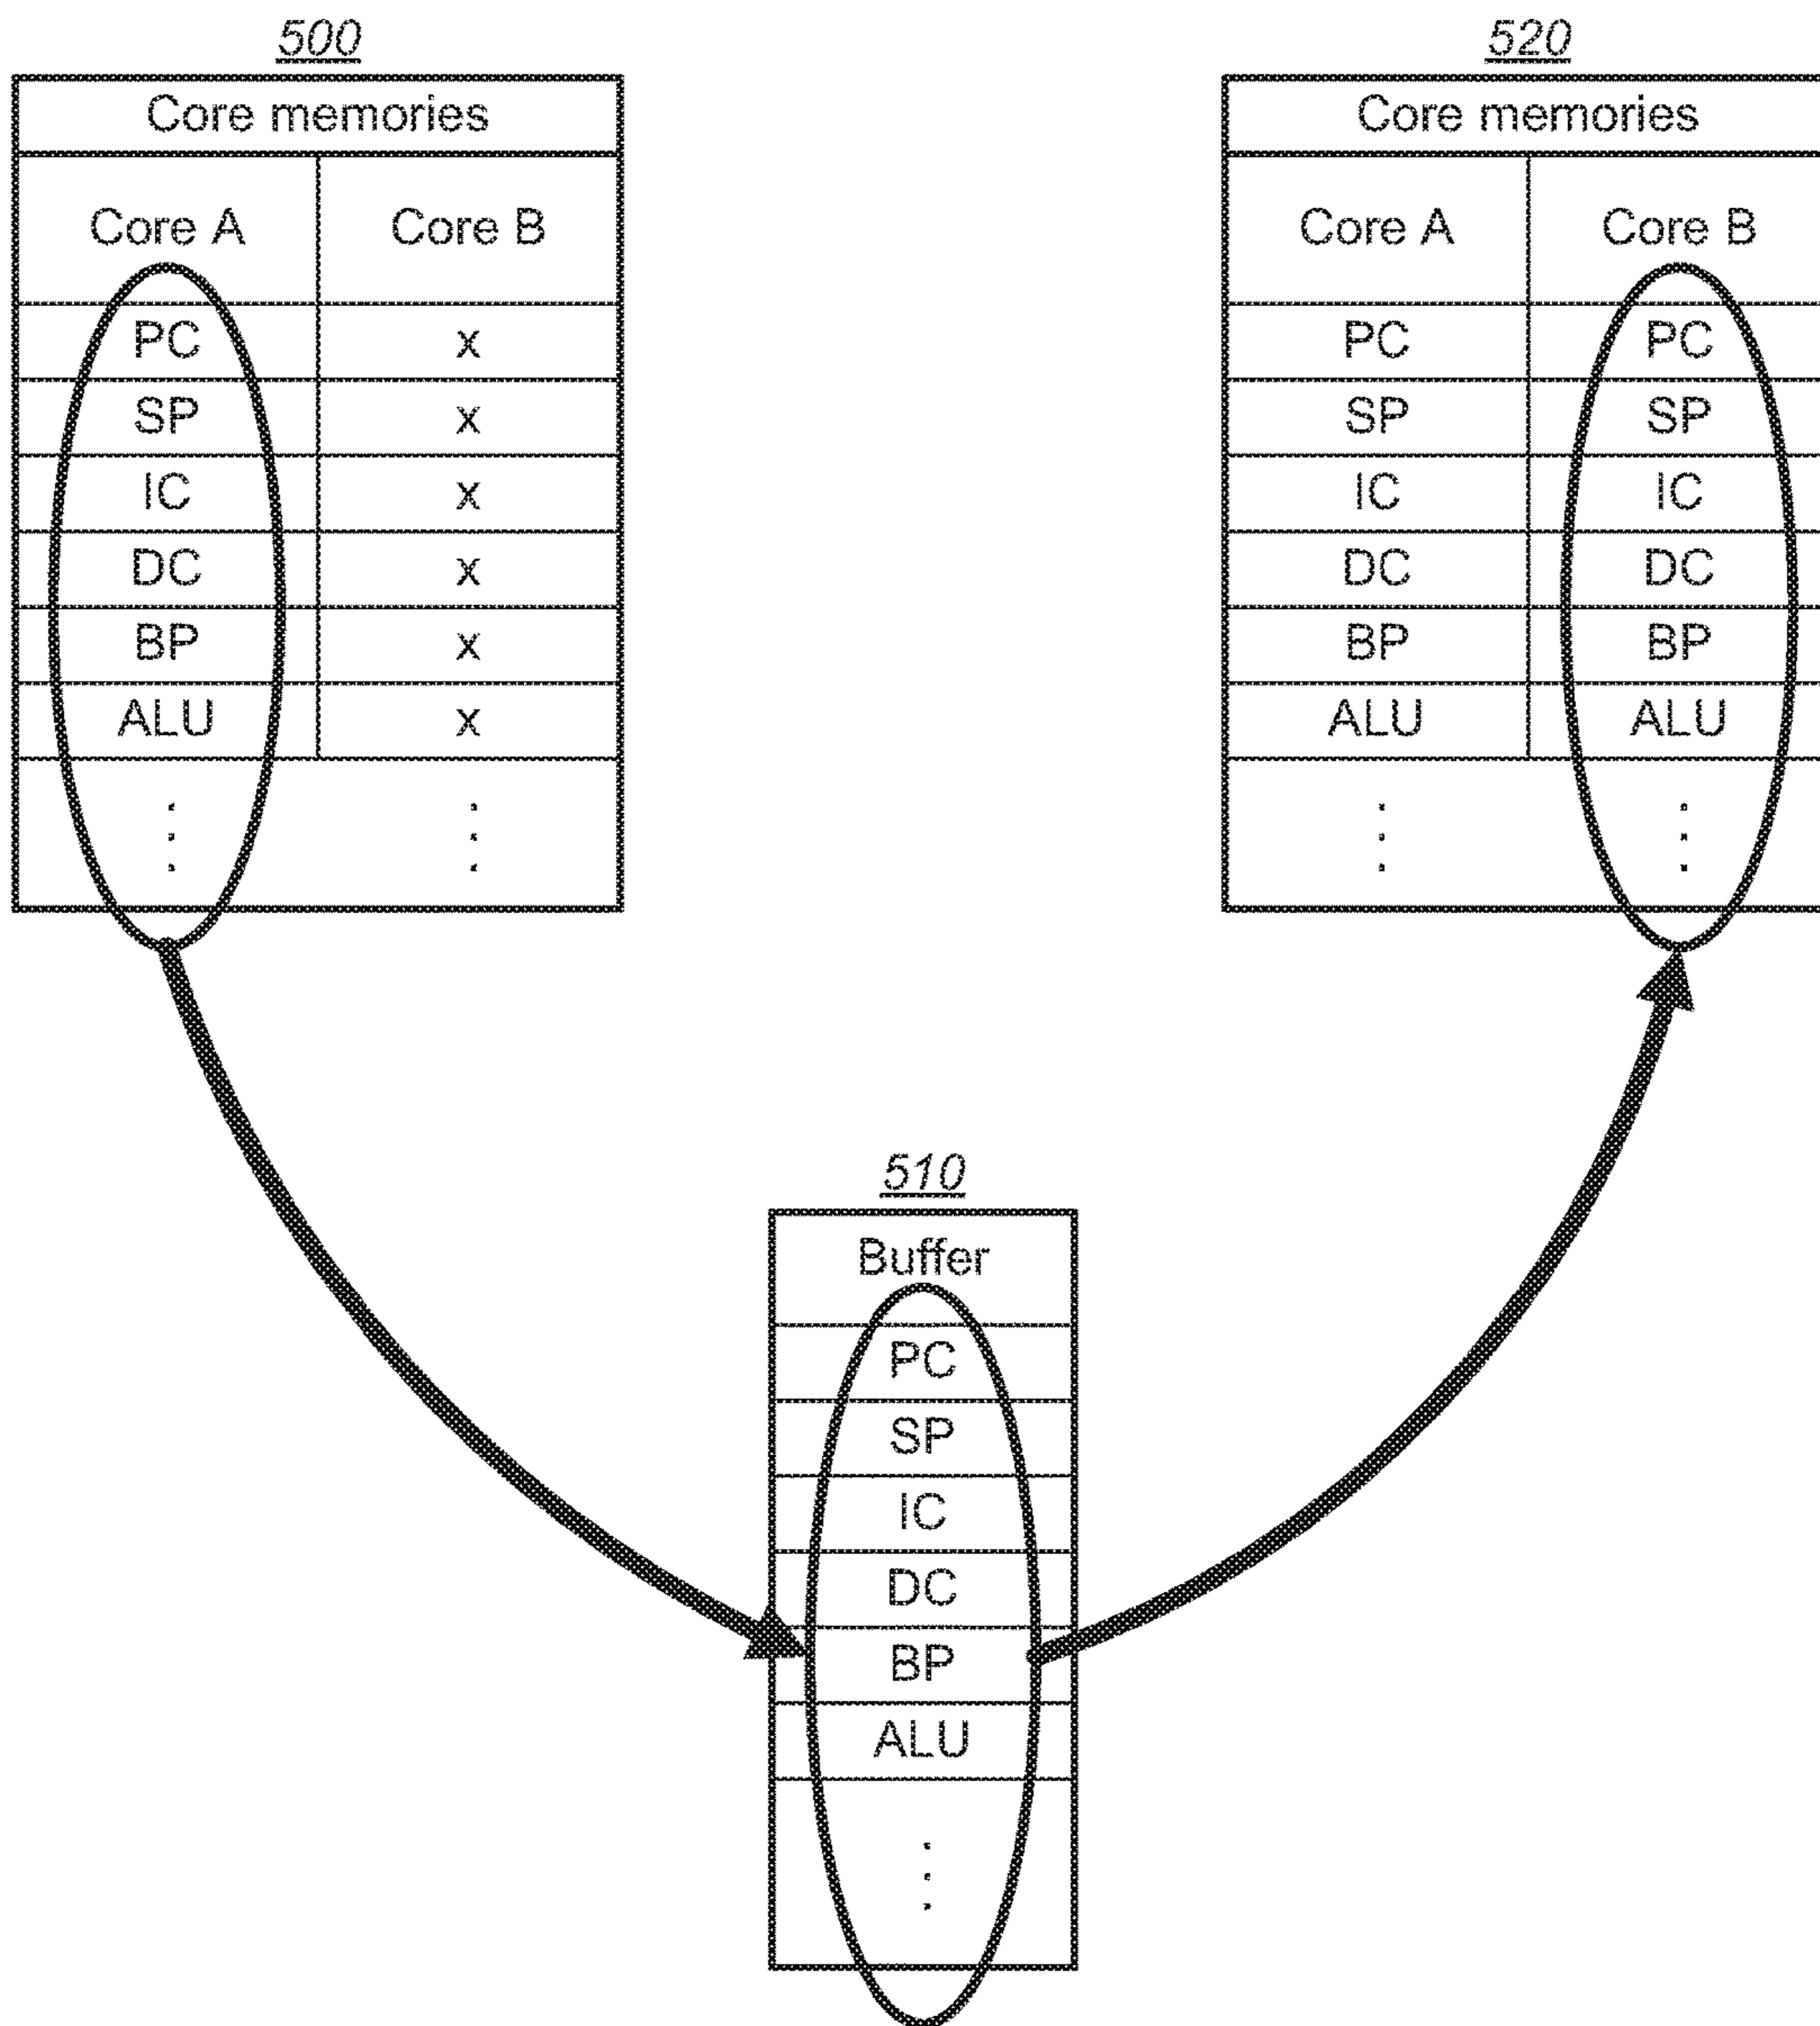 500
Core memories
Core A Core B
PC x
SP x
IC x
DC x
BP x
ALU x
520
Core memories
Core A Core B
PC PC
SP SP
IC IC
DC DC
BP BP
ALU ALU
510
Buffer
PC
SP
IC
DC
BP
ALU